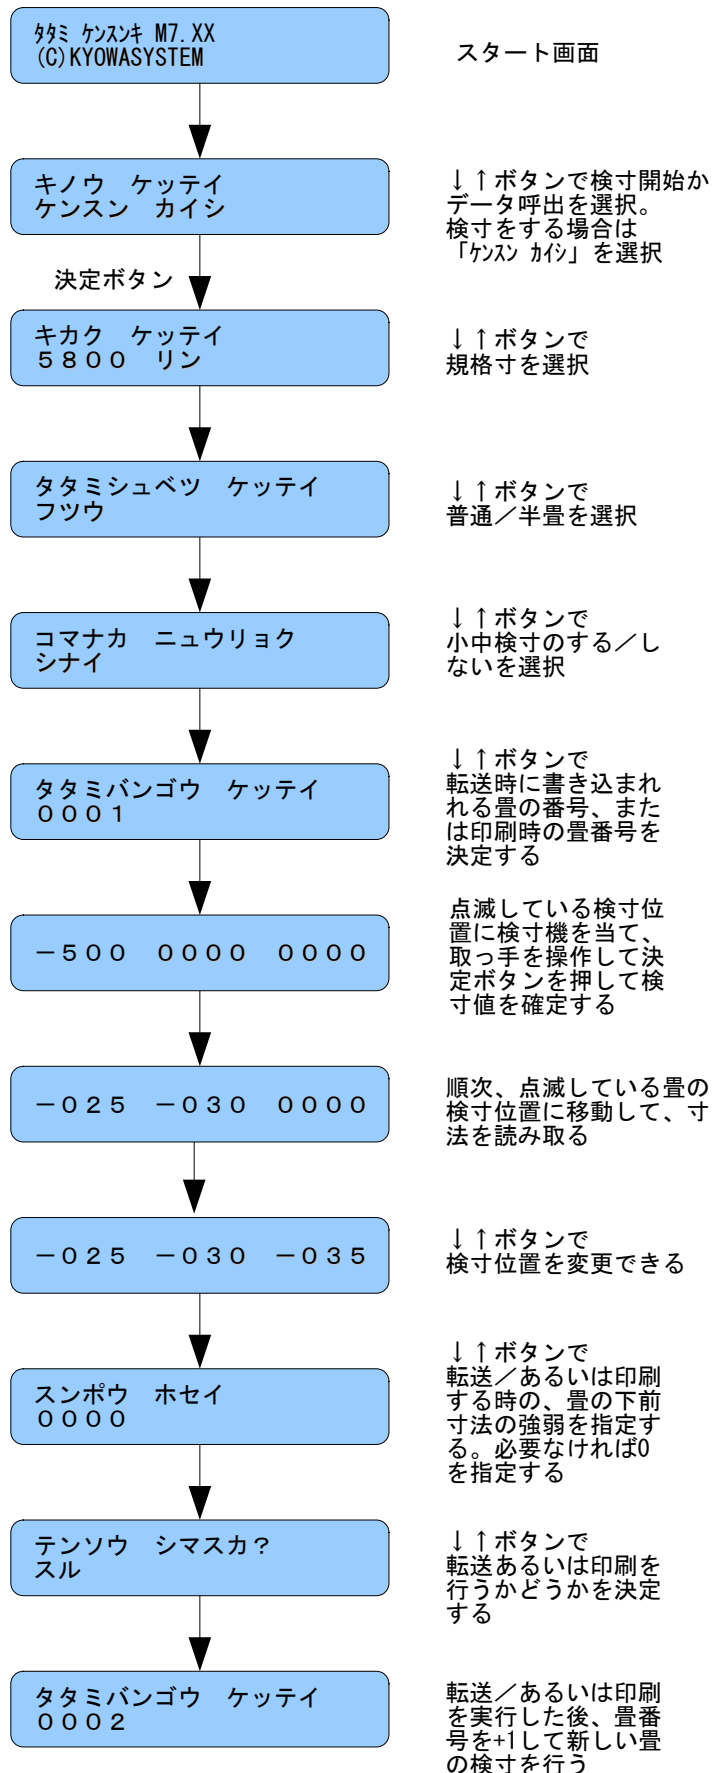 ﾀﾀﾐ ｹﾝｽﾝｷ M7.XX
(C)KYOWASYSTEM
スタート画面
キノウ　ケッテイ
ケンスン　カイシ
↓↑ボタンで検寸開始か
データ呼出を選択。
検寸をする場合は
「ｹﾝｽﾝ ｶｲｼ」を選択
決定ボタン
キカク　ケッテイ
５８００　リン
↓↑ボタンで
規格寸を選択
タタミシュベツ　ケッテイ
フツウ
↓↑ボタンで
普通／半畳を選択
コマナカ　ニュウリョク
シナイ
↓↑ボタンで
小中検寸のする／し
ないを選択
タタミバンゴウ　ケッテイ
０００１
↓↑ボタンで
転送時に書き込まれ
れる畳の番号、また
は印刷時の畳番号を
決定する
－５００　００００　００００
点滅している検寸位
置に検寸機を当て、
取っ手を操作して決
定ボタンを押して検
寸値を確定する
－０２５　－０３０　００００
順次、点滅している畳の
検寸位置に移動して、寸
法を読み取る
－０２５　－０３０　－０３５
↓↑ボタンで
検寸位置を変更できる
スンポウ　ホセイ
００００
↓↑ボタンで
転送／あるいは印刷
する時の、畳の下前
寸法の強弱を指定す
る。必要なければ0
を指定する
テンソウ　シマスカ？
スル
↓↑ボタンで
転送あるいは印刷を
行うかどうかを決定
する
タタミバンゴウ　ケッテイ
０００２
転送／あるいは印刷
を実行した後、畳番
号を+1して新しい畳
の検寸を行う